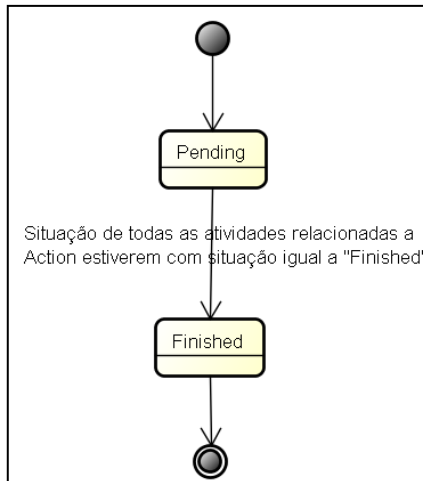 Pending
Situação de todas as atividades relacionadas a
Action estiverem com situação igual a "Finished"
Finished